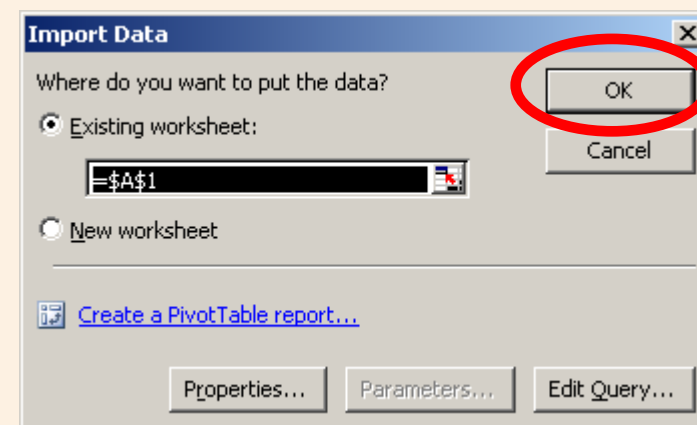 Import Data
Where do you want to put the data?
OK
Existing worksheet:
Cancel
=$A$1
New worksheet
Create a PivotTable report...
Properties... Parameters... Edit Query...